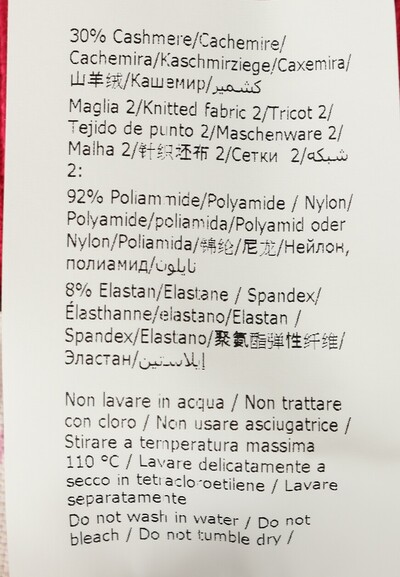 30% Cashmere/Cachemire/
Cachemira/Kaschmirziege/Caxemira/
山羊绒/Кашемир/كشمير
Maglia 2/Knitted fabric 2/Tricot 2/
Tejido de punto 2/Maschenware 2/
Malha 2/针织坯布 2/Сетки 2/شبكه
2:
92% Poliammide/Polyamide / Nylon/
Polyamide/poliamida/Polyamid oder
Nylon/Poliamida/锦纶/尼龙/Нейлон,
полиамид/نايلون
8% Elastan/Elastane / Spandex/
Élasthanne/elastano/Elastan /
Spandex/Elastano/聚氨酯弹性纤维/
Эластан/إيلاستين
Non lavare in acqua / Non trattare
con cloro / Non usare asciugatrice /
Stirare a temperatura massima
110 °C / Lavare delicatamente a
secco in tetracloroetilene / Lavare
separatamente
Do not wash in water / Do not
bleach / Do not tumble dry /